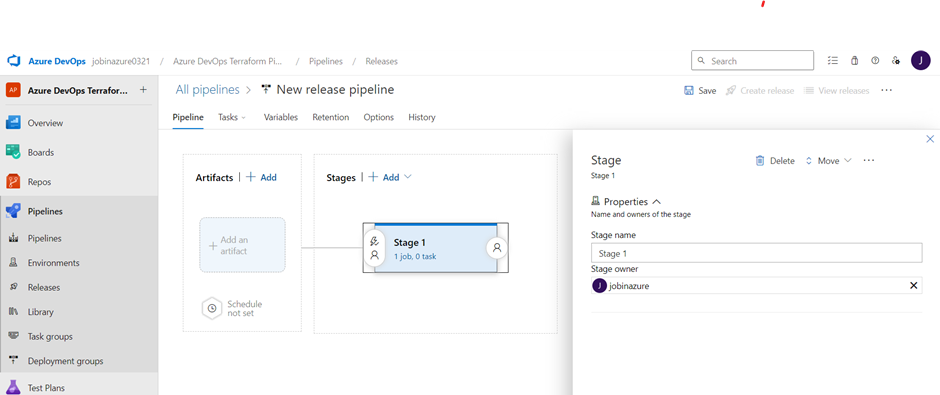 Azure DevOps jobinazure0321 / Azure DevOps Terraform Pi... / Pipelines / Releases
Search
J
AP Azure DevOps Terrafor... +
All pipelines > New release pipeline
Save Create release View releases ...
Pipeline Tasks Variables Retention Options History
Overview
Boards
Repos
Pipelines
Pipelines
Environments
Releases
Library
Task groups
Deployment groups
Test Plans
Artifacts | + Add
+ Add an
artifact
Schedule
not set
Stages | + Add
Stage 1
1 job, 0 task
Stage
Stage 1
Delete Move ...
Properties
Name and owners of the stage
Stage name
Stage 1
Stage owner
J jobinazure